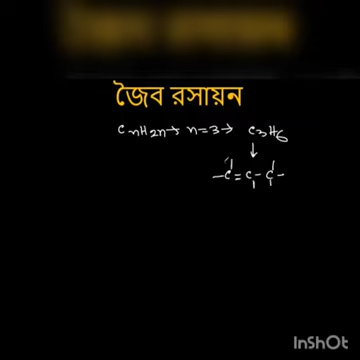 জৈব রসায়ন
CnH2n → n=3 → C3H6
↓
-C=C-C-
InShOt